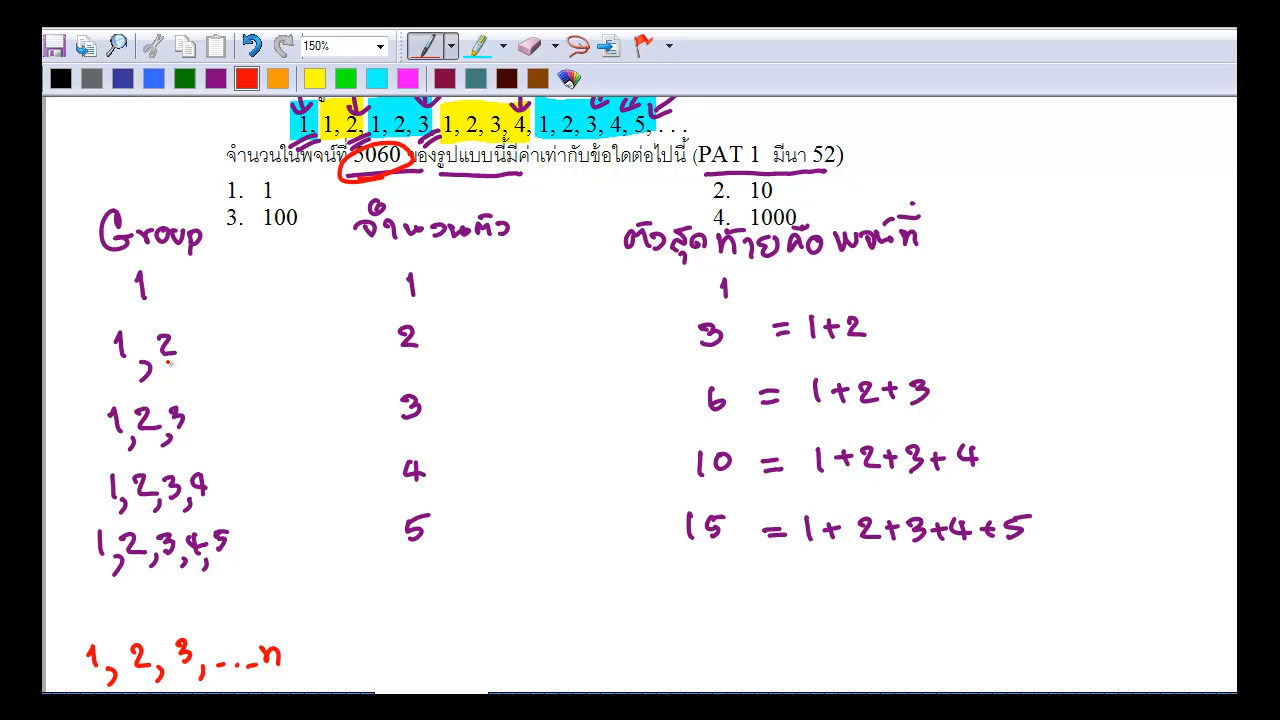 150%
1, 1, 2, 1, 2, 3, 1, 2, 3, 4, 1, 2, 3, 4, 5, . . .
จำนวนในพจน์ที่ 5060 ของรูปแบบนี้มีค่าเท่ากับข้อใดต่อไปนี้ (PAT 1 มีนา 52)
1. 1 2. 10
3. 100 4. 1000
Group จำนวนตัว ตัวสุดท้ายคือพจน์ที่
1 1 1
1, 2 2 3 = 1+2
1,2,3 3 6 = 1+2+3
1,2,3,4 4 10 = 1+2+3+4
1,2,3,4,5 5 15 = 1+2+3+4+5
1, 2, 3, ...n